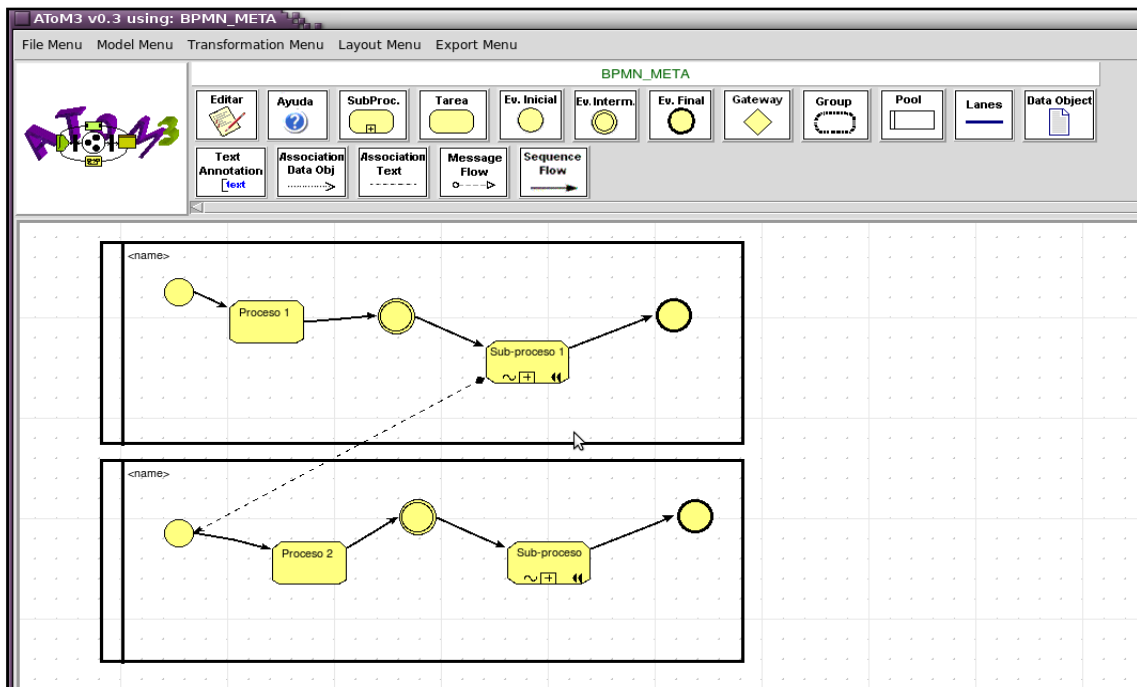 AToM3 v0.3 using: BPMN_META
File Menu Model Menu Transformation Menu Layout Menu Export Menu
BPMN_META
AToM3
Editar
Ayuda
SubProc.
Tarea
Ev. Inicial
Ev. Interm.
Ev. Final
Gateway
Group
Pool
Lanes
Data Object
Text
Annotation
[text
Association
Data Obj
Association
Text
Message
Flow
Sequence
Flow
<name>
Proceso 1
Sub-proceso 1
<name>
Proceso 2
Sub-proceso